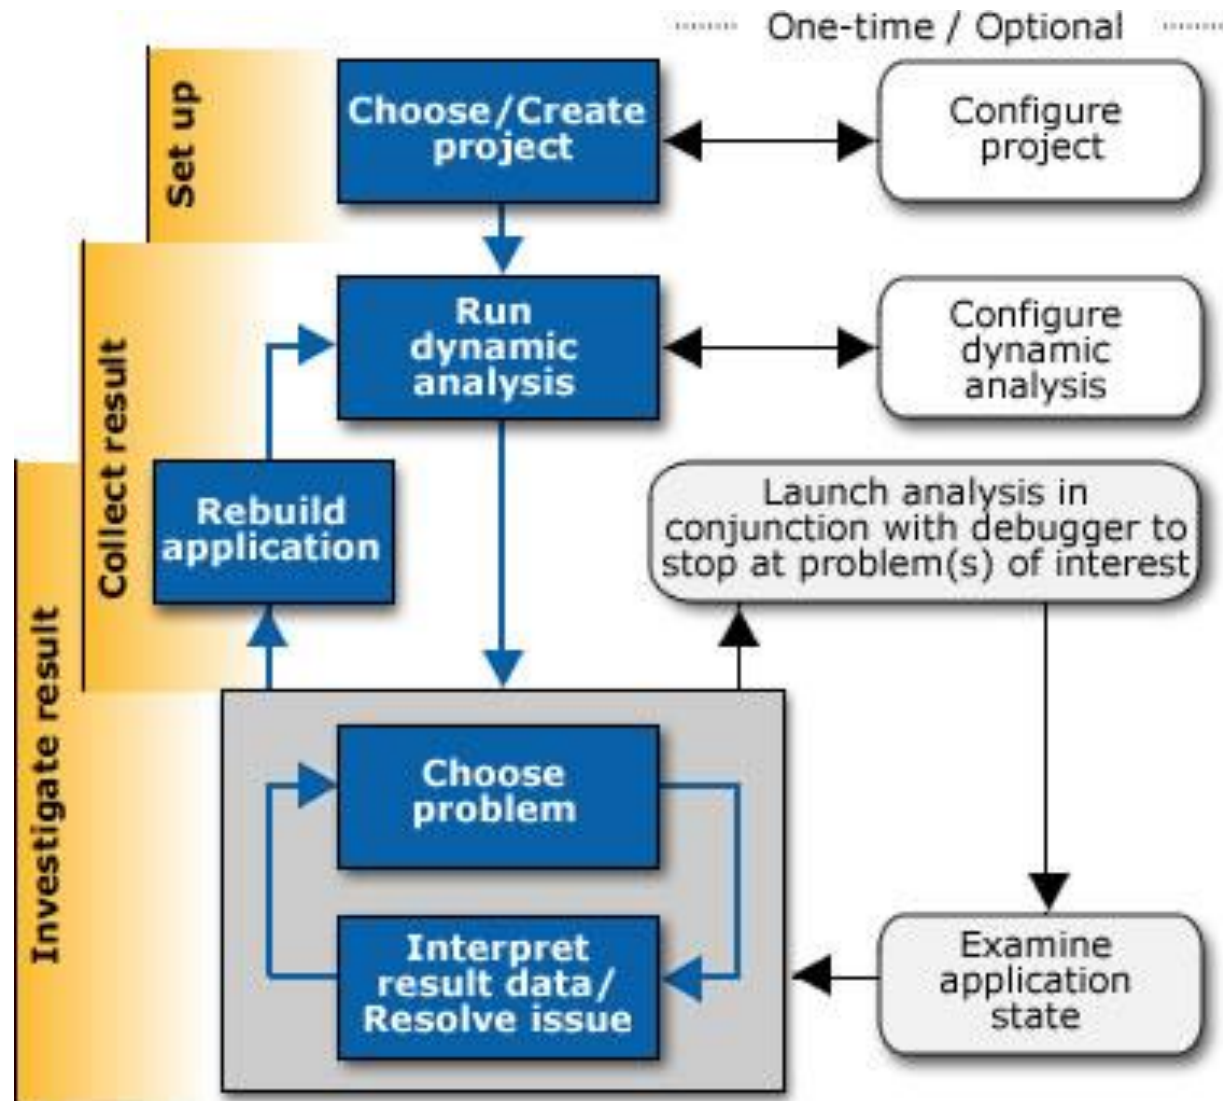 One-time / Optional
Set up
Choose/Create
project
Configure
project
Collect result
Run
dynamic
analysis
Configure
dynamic
analysis
Investigate result
Rebuild
application
Launch analysis in
conjunction with debugger to
stop at problem(s) of interest
Choose
problem
Interpret
result data/
Resolve issue
Examine
application
state